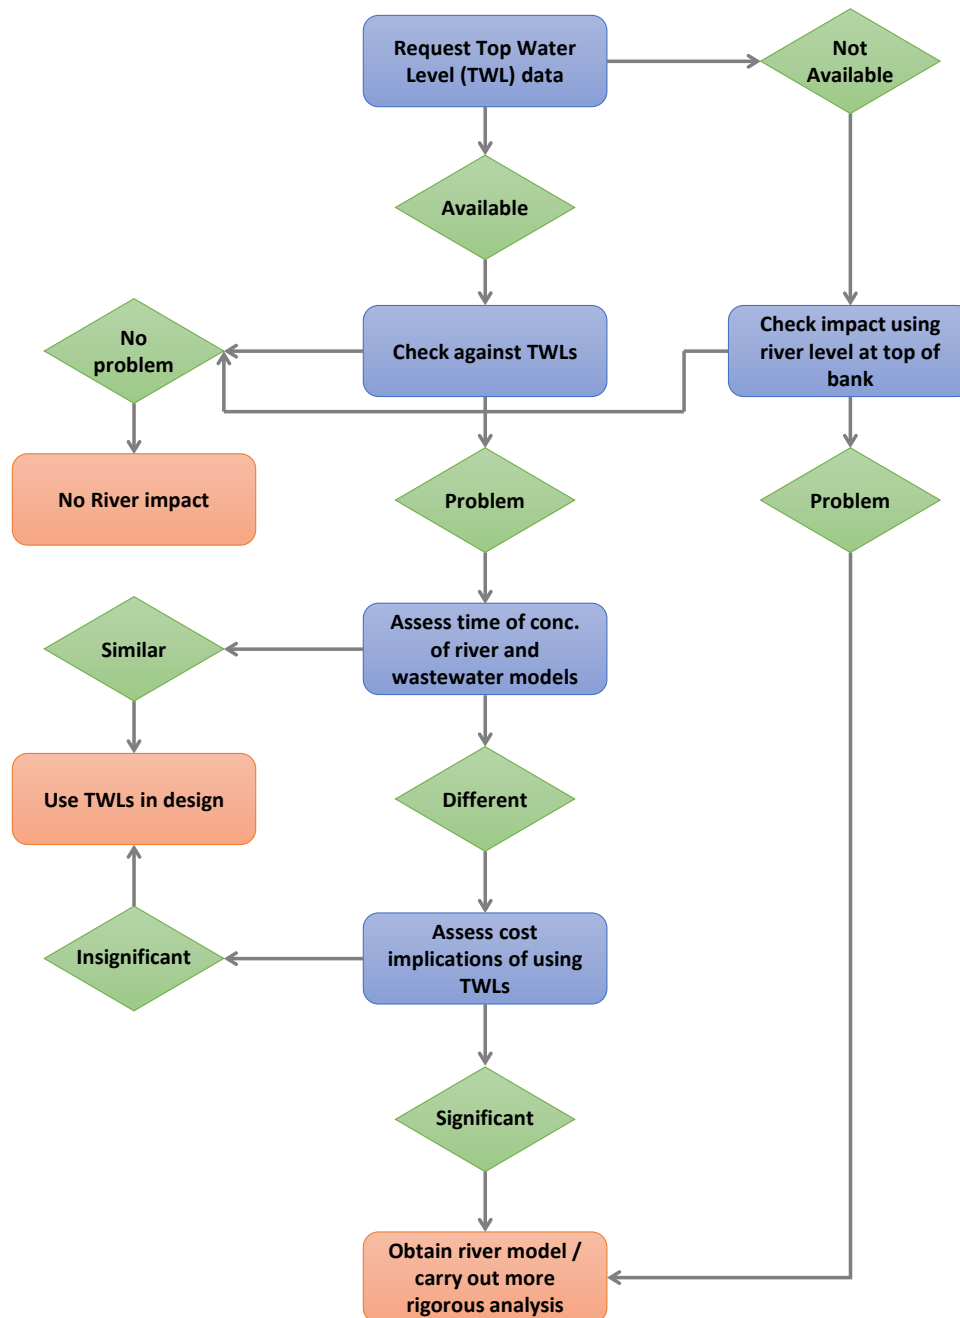 Request Top Water
Level (TWL) data
Not
Available
Available
No
problem
Check against TWLs
Check impact using
river level at top of
bank
No River impact
Problem
Problem
Similar
Assess time of conc.
of river and
wastewater models
Use TWLs in design
Different
Insignificant
Assess cost
implications of using
TWLs
Significant
Obtain river model /
carry out more
rigorous analysis